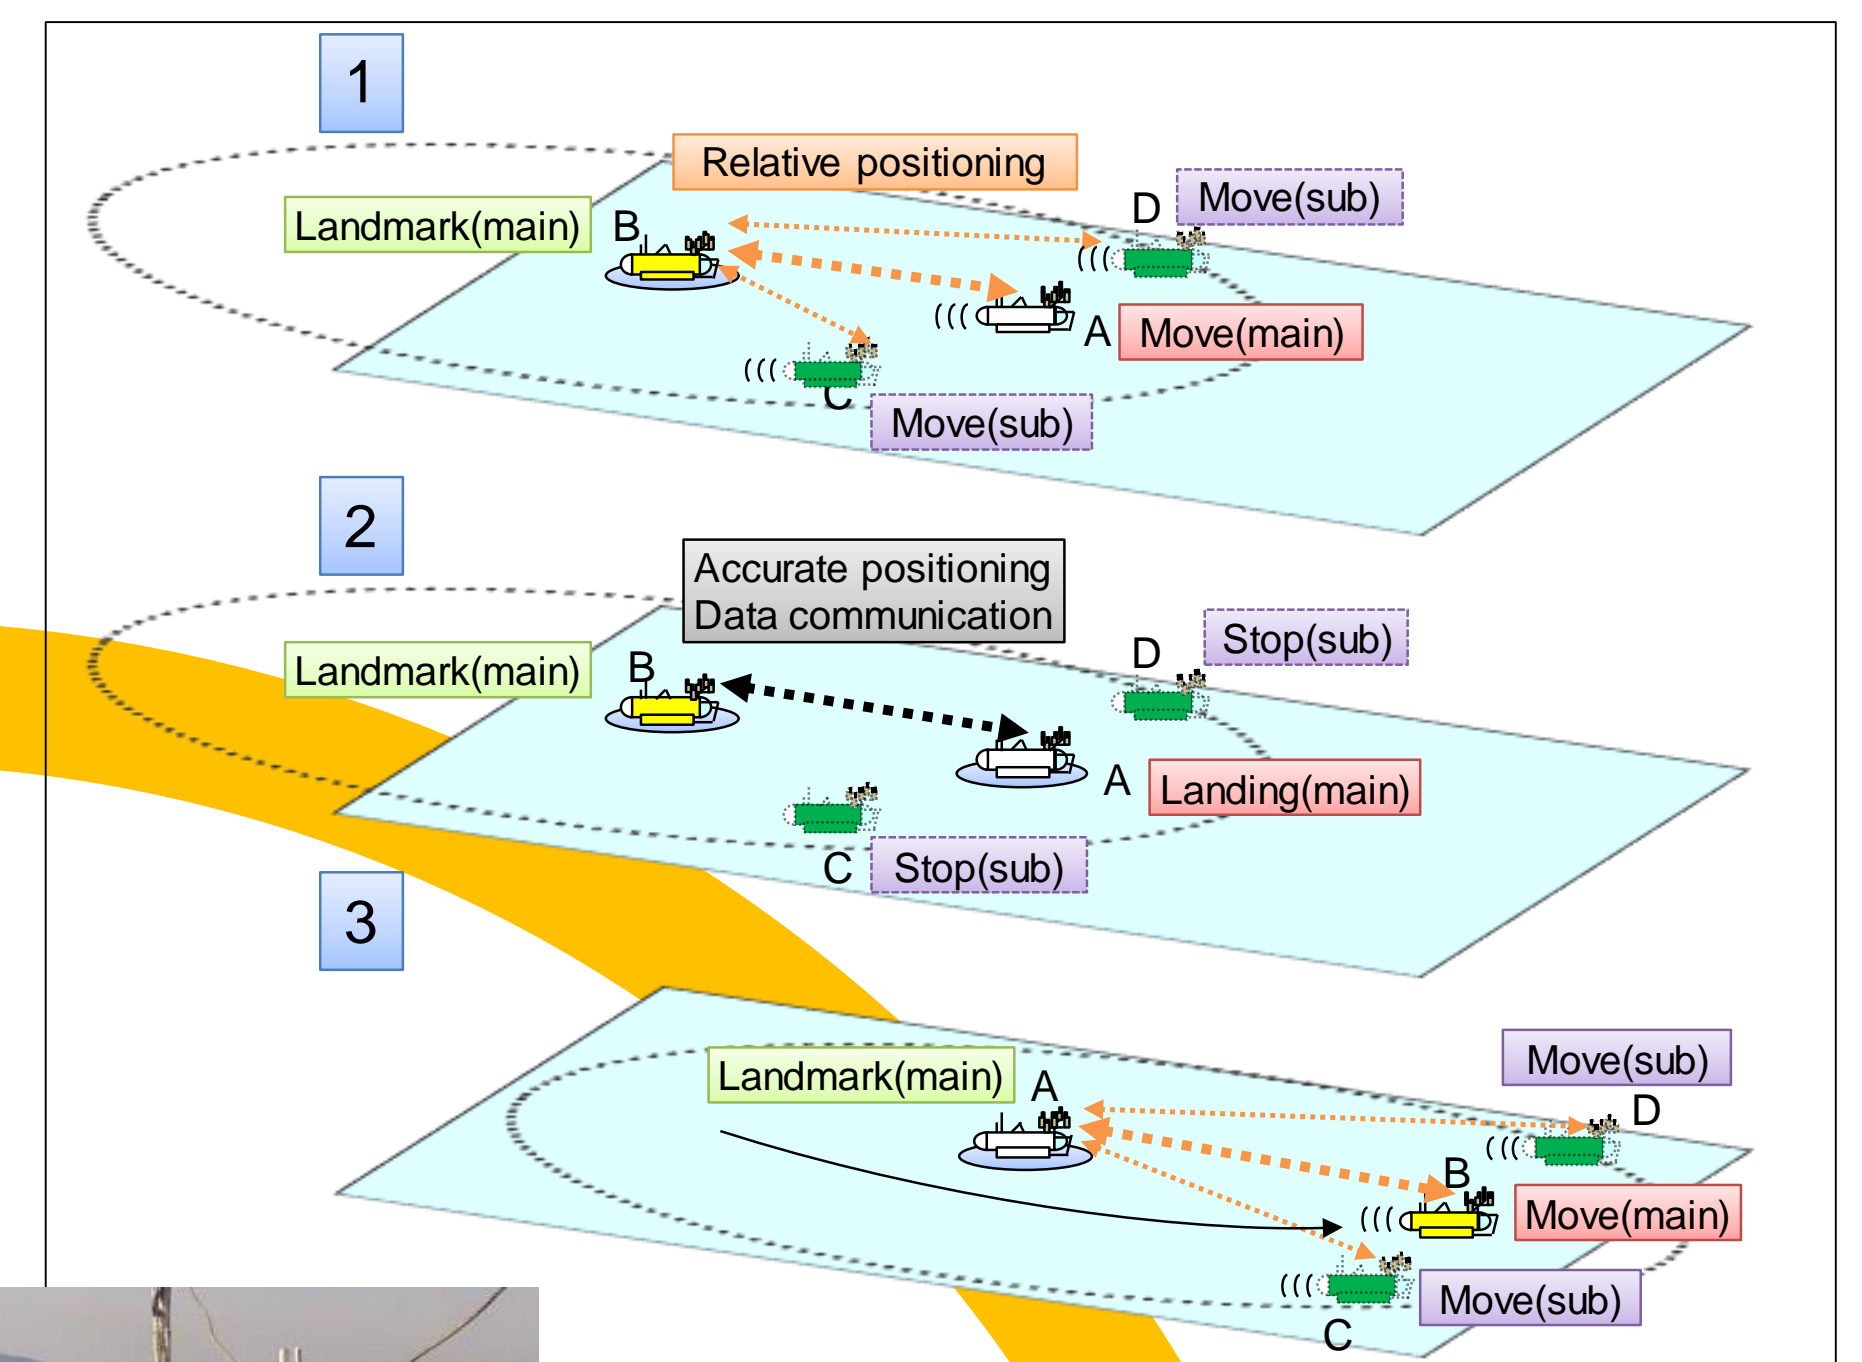 1
Relative positioning
D
Move(sub)
Landmark(main)
B
A
Move(main)
C
Move(sub)
2
Accurate positioning
Data communication
Stop(sub)
D
Landmark(main)
B
A
Landing(main)
C
Stop(sub)
3
Move(sub)
D
Landmark(main)
A
B
Move(main)
Move(sub)
C